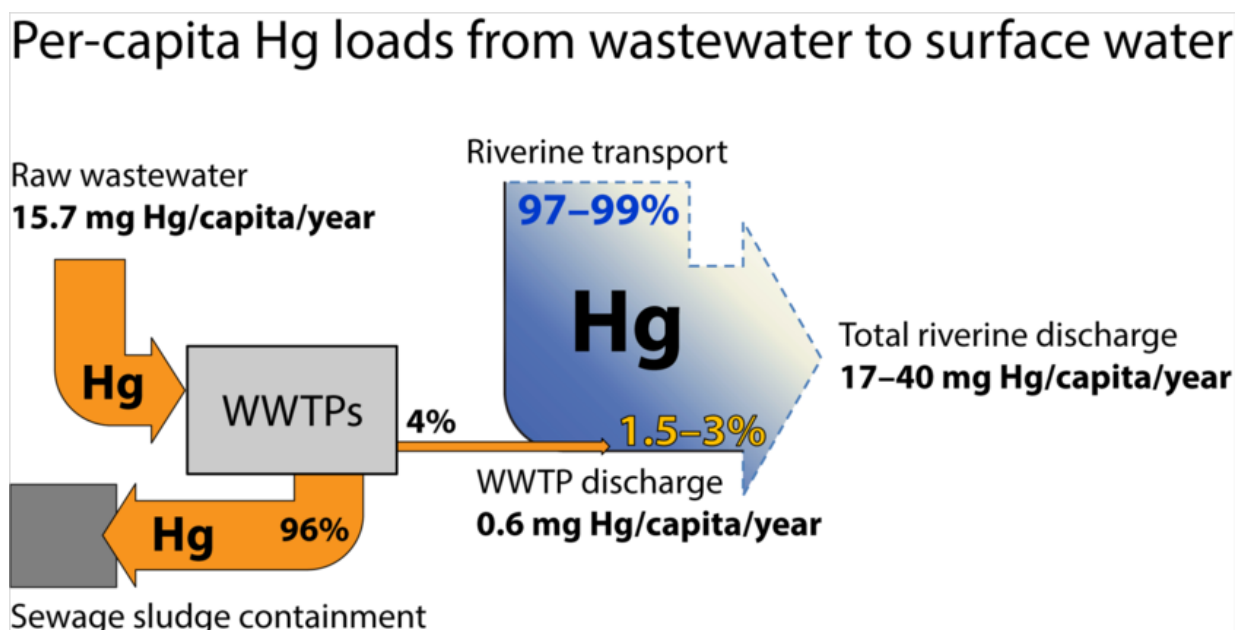 Per-capita Hg loads from wastewater to surface water
Raw wastewater
15.7 mg Hg/capita/year
Riverine transport
97–99%
Hg
Hg
WWTPs
4%
1.5–3%
Total riverine discharge
17–40 mg Hg/capita/year
WWTP discharge
0.6 mg Hg/capita/year
Hg
96%
Sewage sludge containment